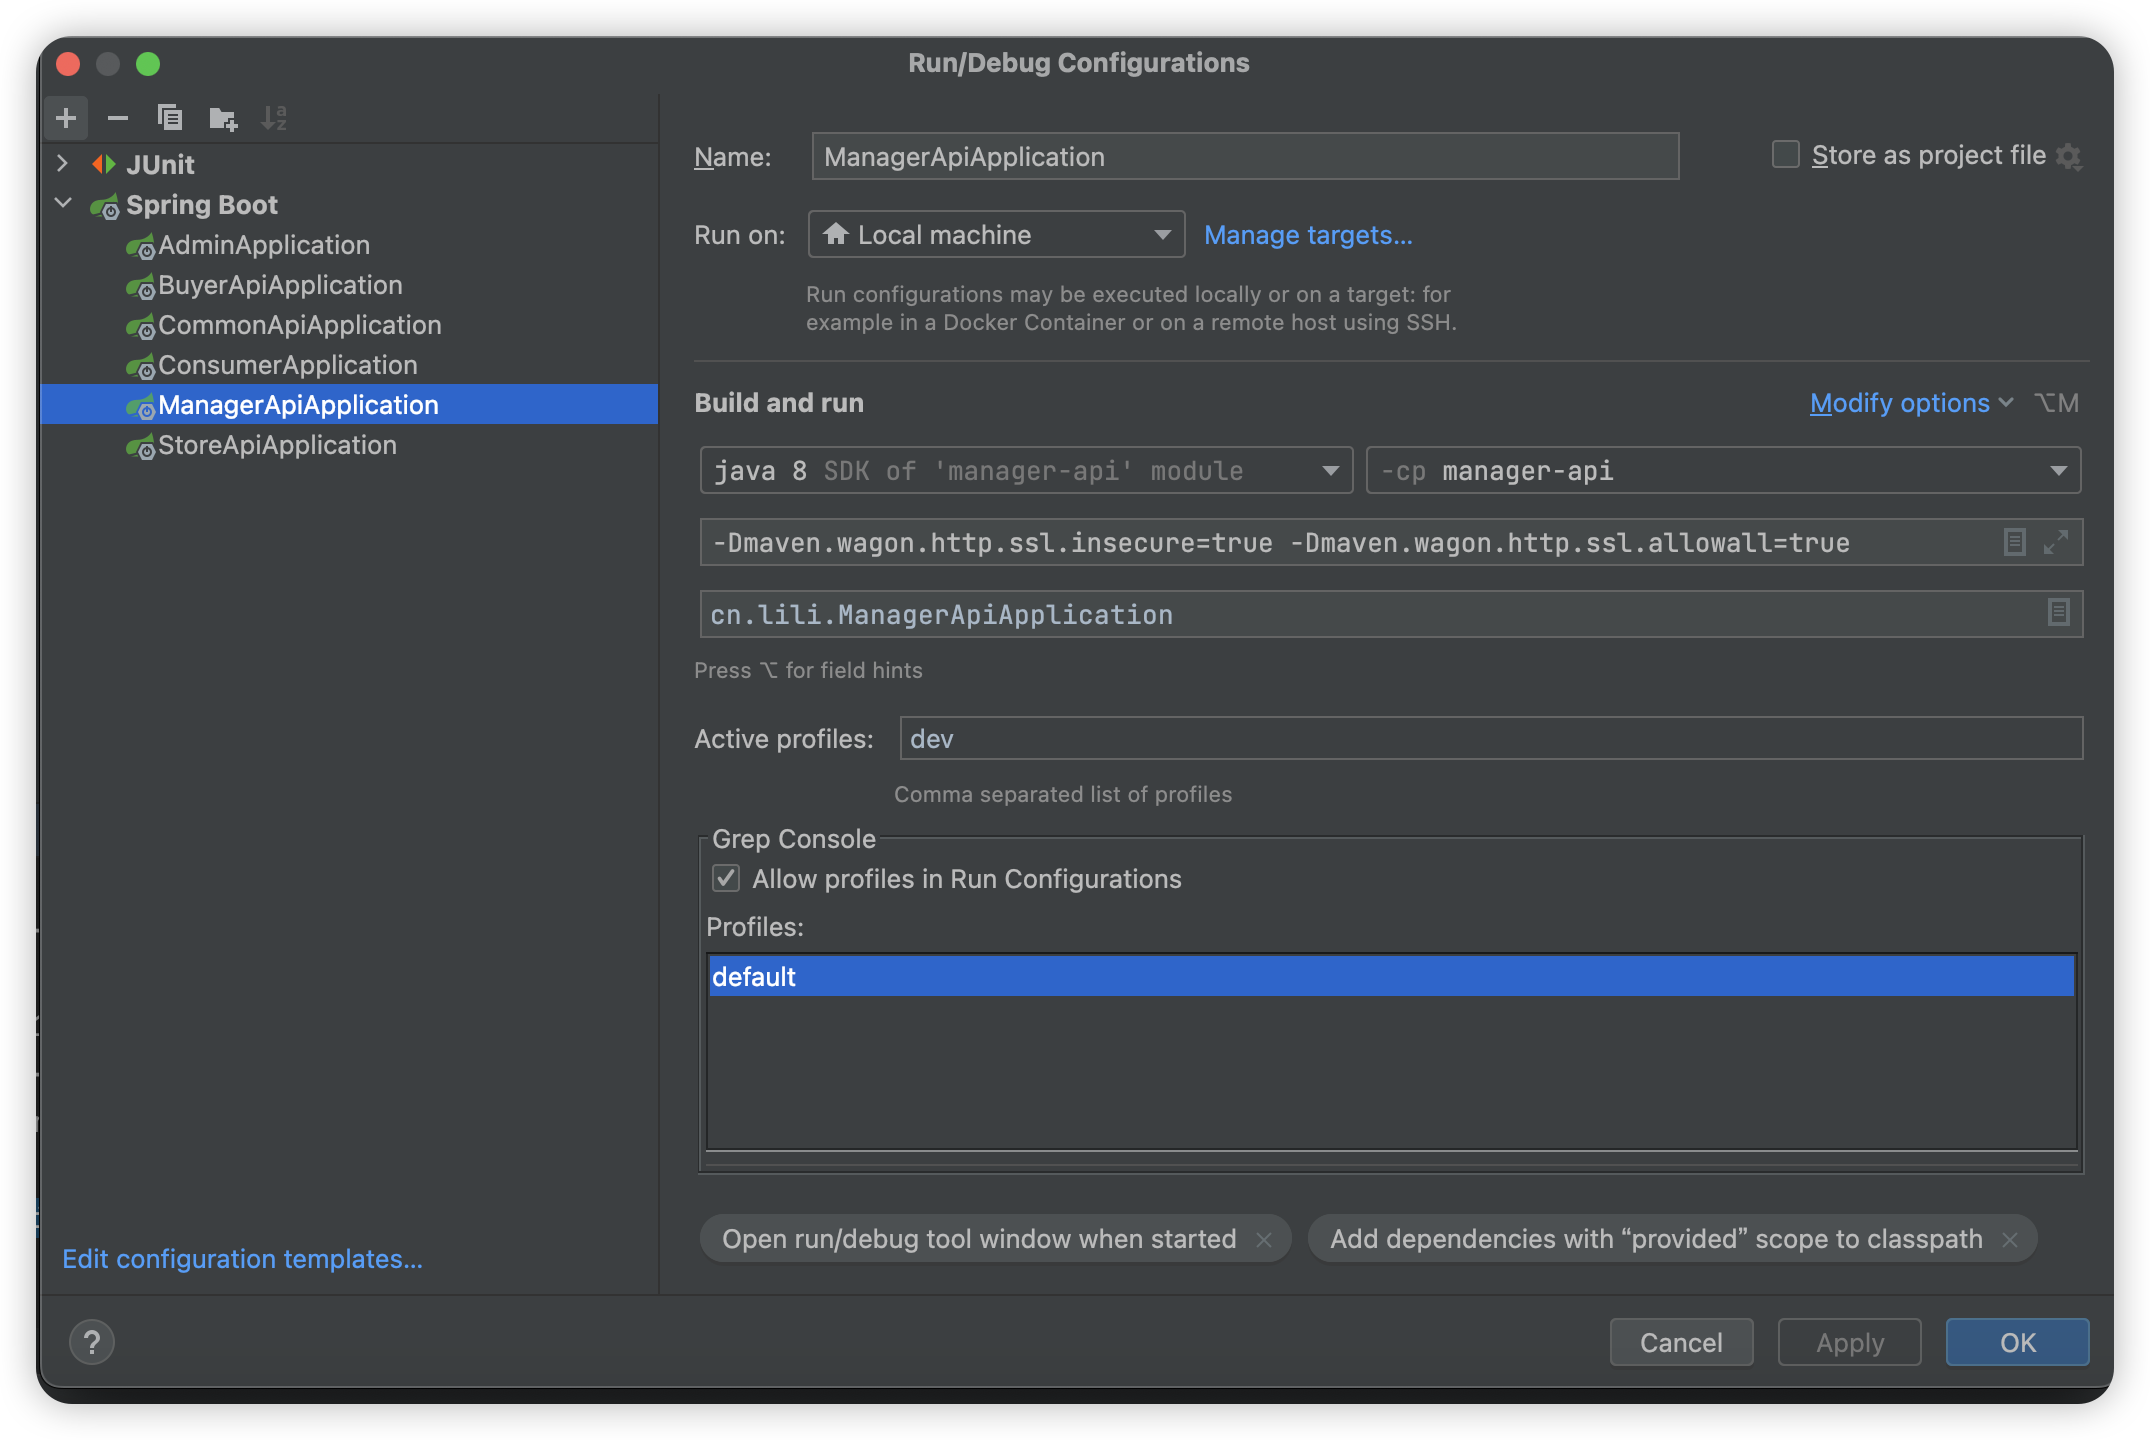 Run/Debug Configurations
JUnit
Spring Boot
AdminApplication
BuyerApiApplication
CommonApiApplication
ConsumerApplication
ManagerApiApplication
StoreApiApplication
Edit configuration templates...
Name: ManagerApiApplication
Store as project file
Run on: Local machine Manage targets...
Run configurations may be executed locally or on a target: for
example in a Docker Container or on a remote host using SSH.
Build and run
Modify options ⌥M
java 8 SDK of 'manager-api' module
-cp manager-api
-Dmaven.wagon.http.ssl.insecure=true -Dmaven.wagon.http.ssl.allowall=true
cn.lili.ManagerApiApplication
Press ⌥ for field hints
Active profiles: dev
Comma separated list of profiles
Grep Console
Allow profiles in Run Configurations
Profiles:
default
Open run/debug tool window when started ×
Add dependencies with “provided” scope to classpath ×
?
Cancel
Apply
OK